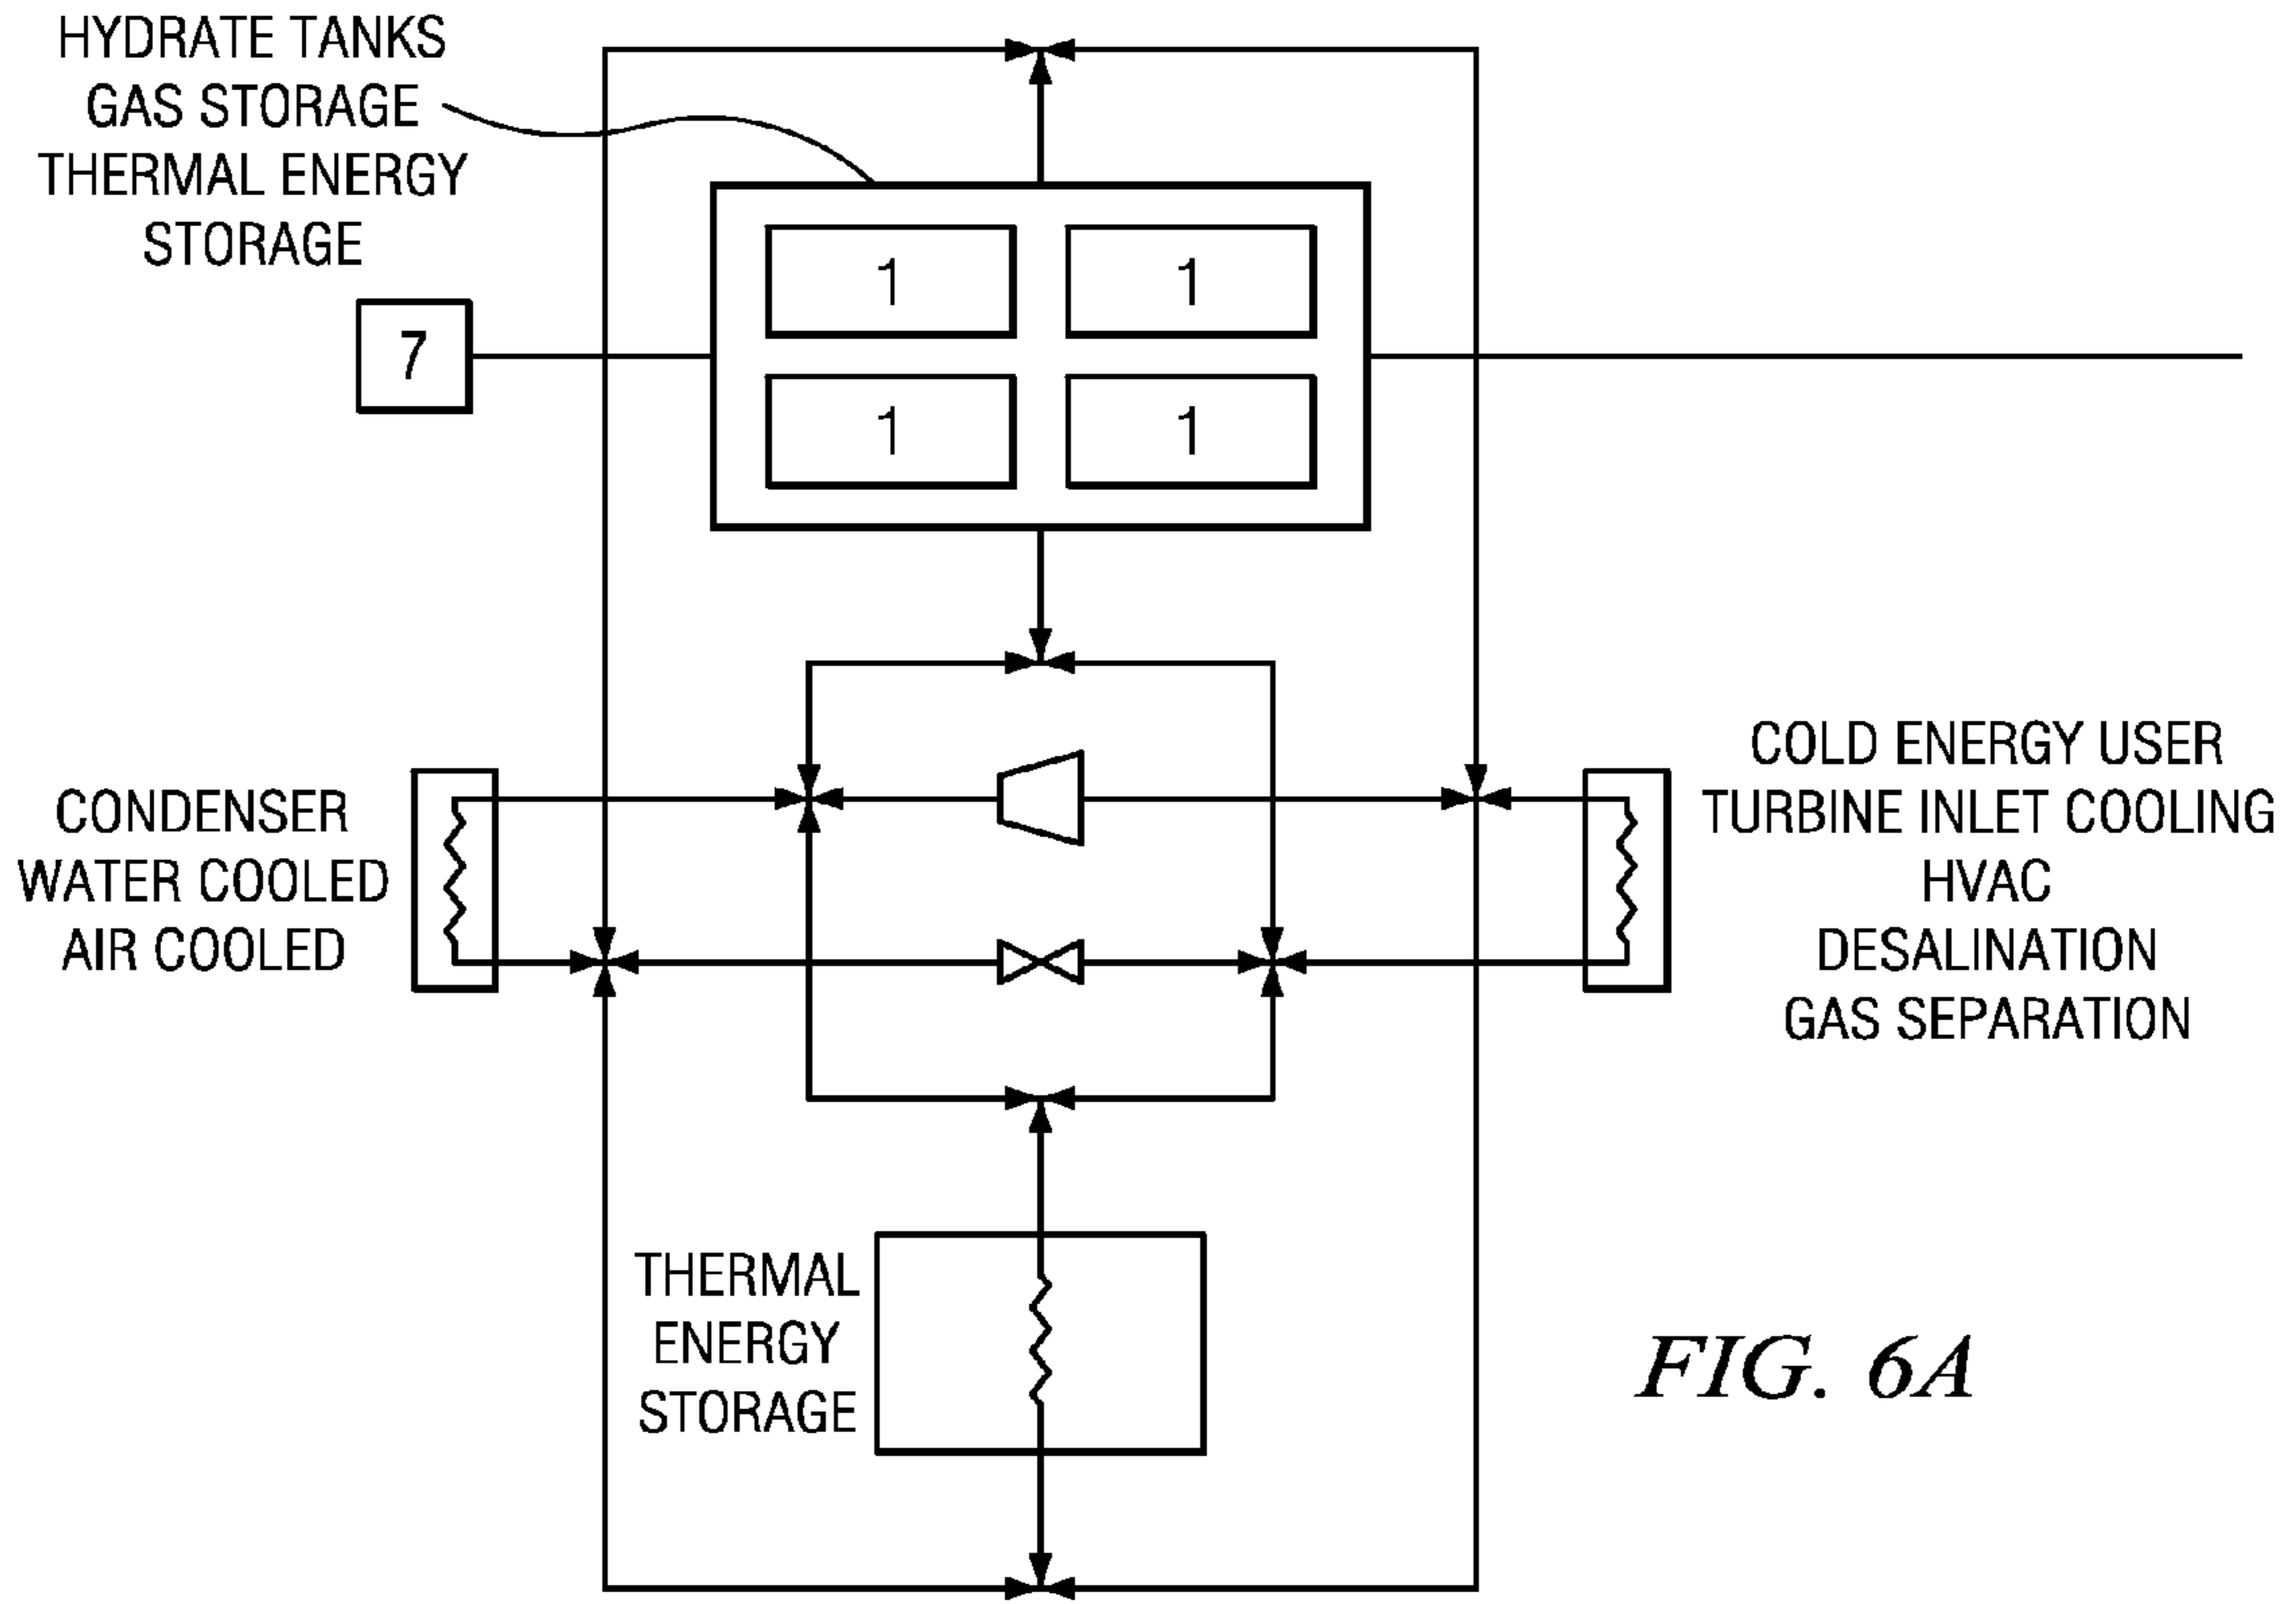 HYDRATE TANKS
GAS STORAGE
THERMAL ENERGY
STORAGE
1 1
7
1 1
CONDENSER
WATER COOLED
AIR COOLED
COLD ENERGY USER
TURBINE INLET COOLING
HVAC
DESALINATION
GAS SEPARATION
THERMAL
ENERGY
STORAGE
FIG. 6A